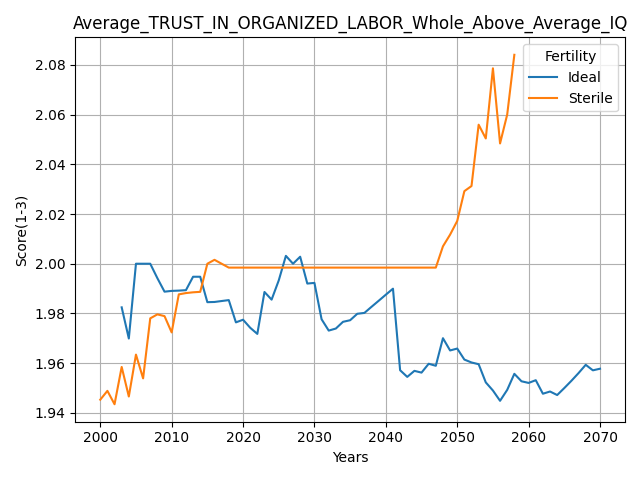 Average_TRUST_IN_ORGANIZED_LABOR_Whole_Above_Average_IQ
Fertility
Ideal
Sterile
2.08
2.06
2.04
2.02
2.00
1.98
1.96
1.94
Score(1-3)
2000 2010 2020 2030 2040 2050 2060 2070
Years